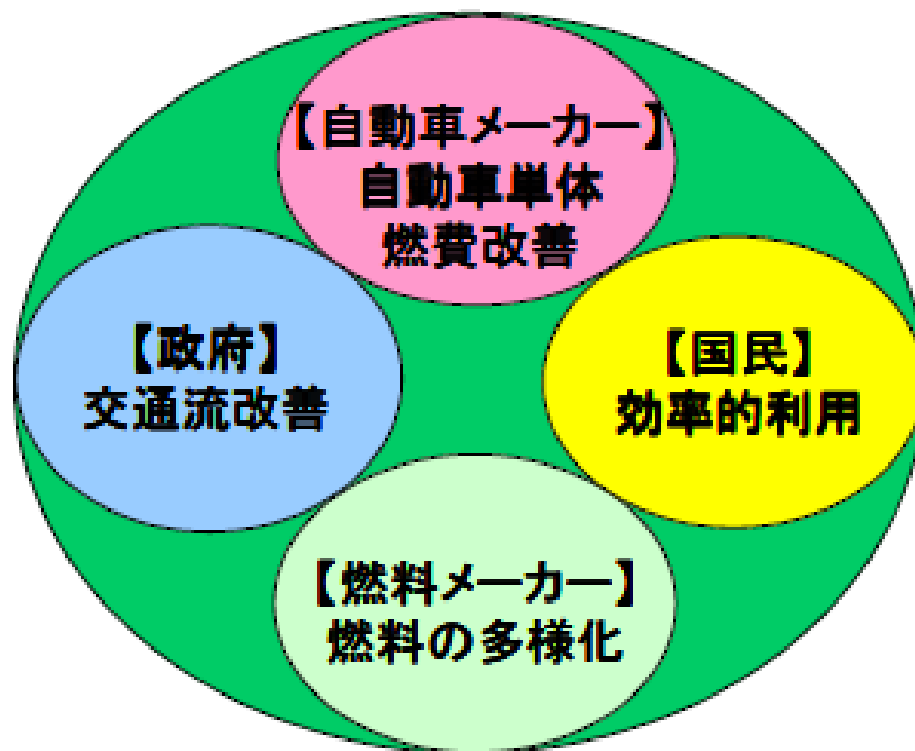 【自動車メーカー】
自動車単体
燃費改善
【政府】
交通流改善
【国民】
効率的利用
【燃料メーカー】
燃料の多様化